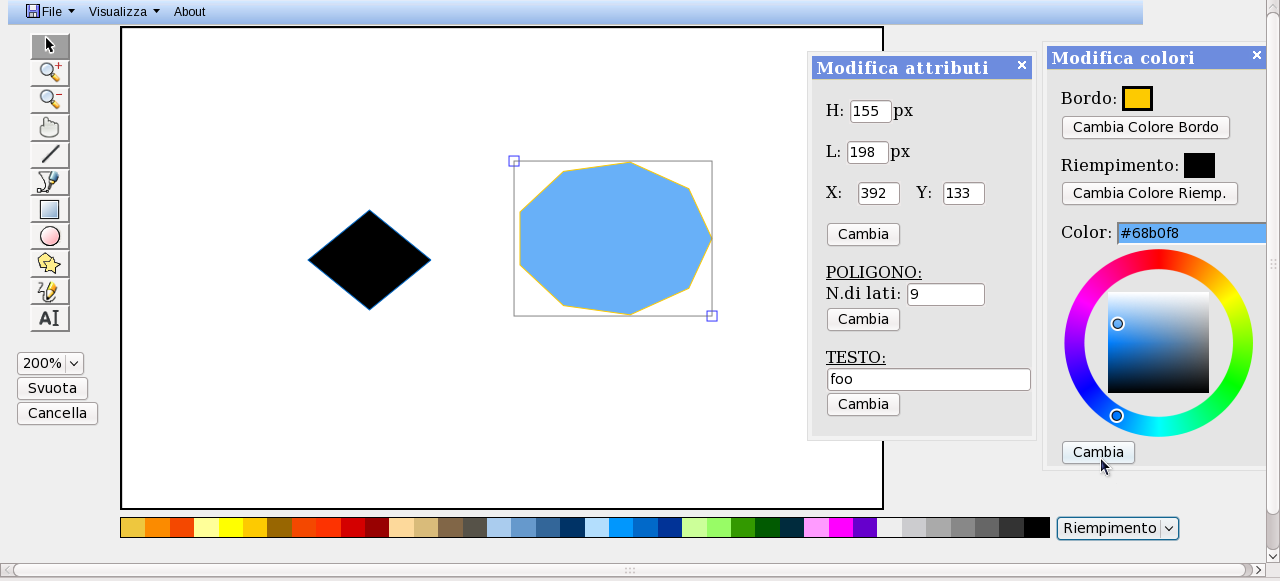 File Visualizza About
Modifica attributi
H: 155 px
L: 198 px
X: 392 Y: 133
Cambia
POLIGONO:
N.di lati: 9
Cambia
TESTO:
foo
Cambia
Modifica colori
Bordo:
Cambia Colore Bordo
Riempimento:
Cambia Colore Riemp.
Color: #68b0f8
Cambia
AI
200%
Svuota
Cancella
Riempimento